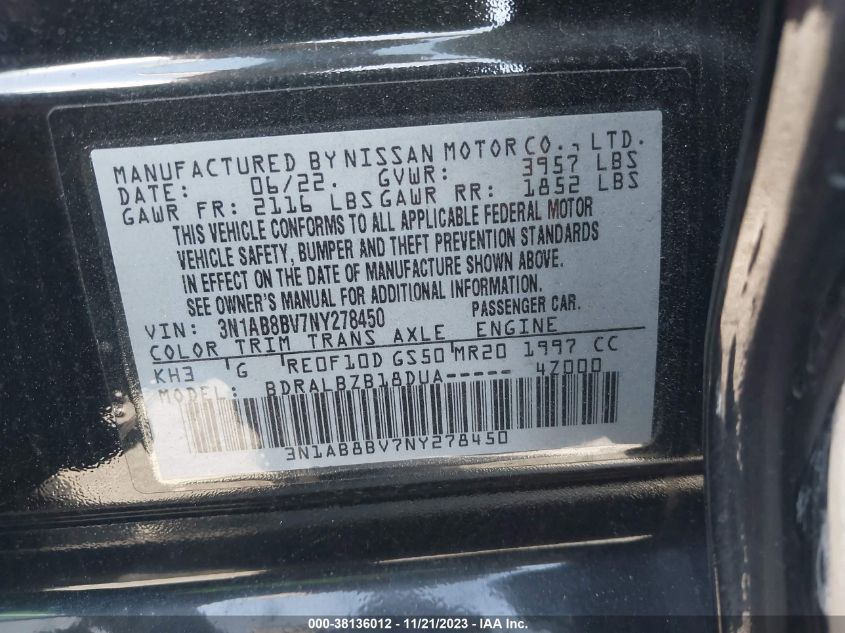 MANUFACTURED BY NISSAN MOTOR CO., LTD.
DATE: 06/22. GVWR: 3957 LBS
GAWR FR: 2116 LBS GAWR RR: 1852 LBS
THIS VEHICLE CONFORMS TO ALL APPLICABLE FEDERAL MOTOR
VEHICLE SAFETY, BUMPER AND THEFT PREVENTION STANDARDS
IN EFFECT ON THE DATE OF MANUFACTURE SHOWN ABOVE.
SEE OWNER'S MANUAL FOR ADDITIONAL INFORMATION.
VIN: 3N1AB8BV7NY278450 PASSENGER CAR.
COLOR TRIM TRANS AXLE ENGINE
KH3 G RE0F10D GS50 MR20 1997 CC
MODEL: BDRALBZB18DUA----- 4Z000
3N1AB8BV7NY278450
000-38136012 - 11/21/2023 - IAAI.com